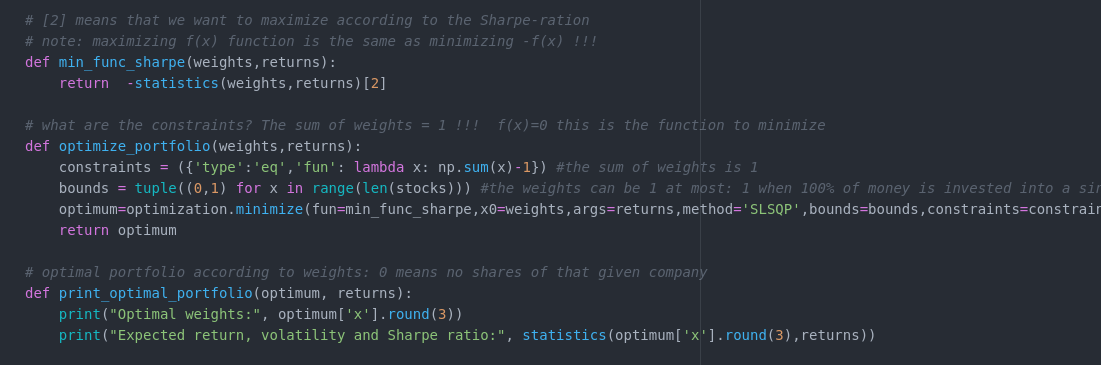 # [2] means that we want to maximize according to the Sharpe-ration
# note: maximizing f(x) function is the same as minimizing -f(x) !!!
def min_func_sharpe(weights,returns):
    return  -statistics(weights,returns)[2]

# what are the constraints? The sum of weights = 1 !!!  f(x)=0 this is the function to minimize
def optimize_portfolio(weights,returns):
    constraints = ({'type':'eq','fun': lambda x: np.sum(x)-1}) #the sum of weights is 1
    bounds = tuple((0,1) for x in range(len(stocks))) #the weights can be 1 at most: 1 when 100% of money is invested into a sin
    optimum=optimization.minimize(fun=min_func_sharpe,x0=weights,args=returns,method='SLSQP',bounds=bounds,constraints=constrain
    return optimum

# optimal portfolio according to weights: 0 means no shares of that given company
def print_optimal_portfolio(optimum, returns):
    print("Optimal weights:", optimum['x'].round(3))
    print("Expected return, volatility and Sharpe ratio:", statistics(optimum['x'].round(3),returns))